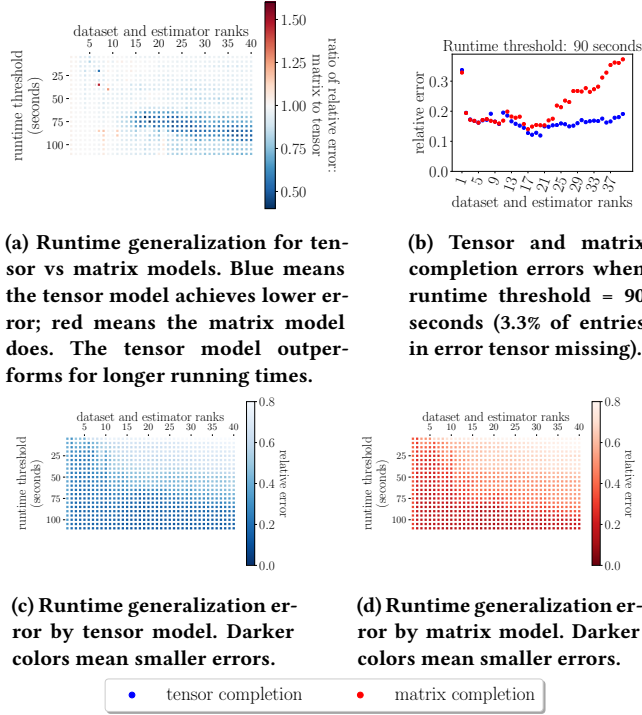 dataset and estimator ranks
5 10 15 20 25 30 35 40
runtime threshold
(seconds)
25
50
75
100
1.60
1.40
1.20
1.00
0.80
0.60
0.40
ratio of relative error:
matrix to tensor
Runtime threshold: 90 seconds
relative error
0.3
0.2
0.1
0.0
1 5 9 13 17 21 25 29 33 37
dataset and estimator ranks
(a) Runtime generalization for ten-
sor vs matrix models. Blue means
the tensor model achieves lower er-
ror; red means the matrix model
does. The tensor model outper-
forms for longer running times.
(b) Tensor and matrix
completion errors when
runtime threshold = 90
seconds (3.3% of entries
in error tensor missing).
dataset and estimator ranks
5 10 15 20 25 30 35 40
runtime threshold
(seconds)
25
50
75
100
0.8
0.6
0.4
0.2
0.0
relative error
dataset and estimator ranks
5 10 15 20 25 30 35 40
runtime threshold
(seconds)
25
50
75
100
0.8
0.6
0.4
0.2
0.0
relative error
(c) Runtime generalization er-
ror by tensor model. Darker
colors mean smaller errors.
(d) Runtime generalization er-
ror by matrix model. Darker
colors mean smaller errors.
tensor completion
matrix completion